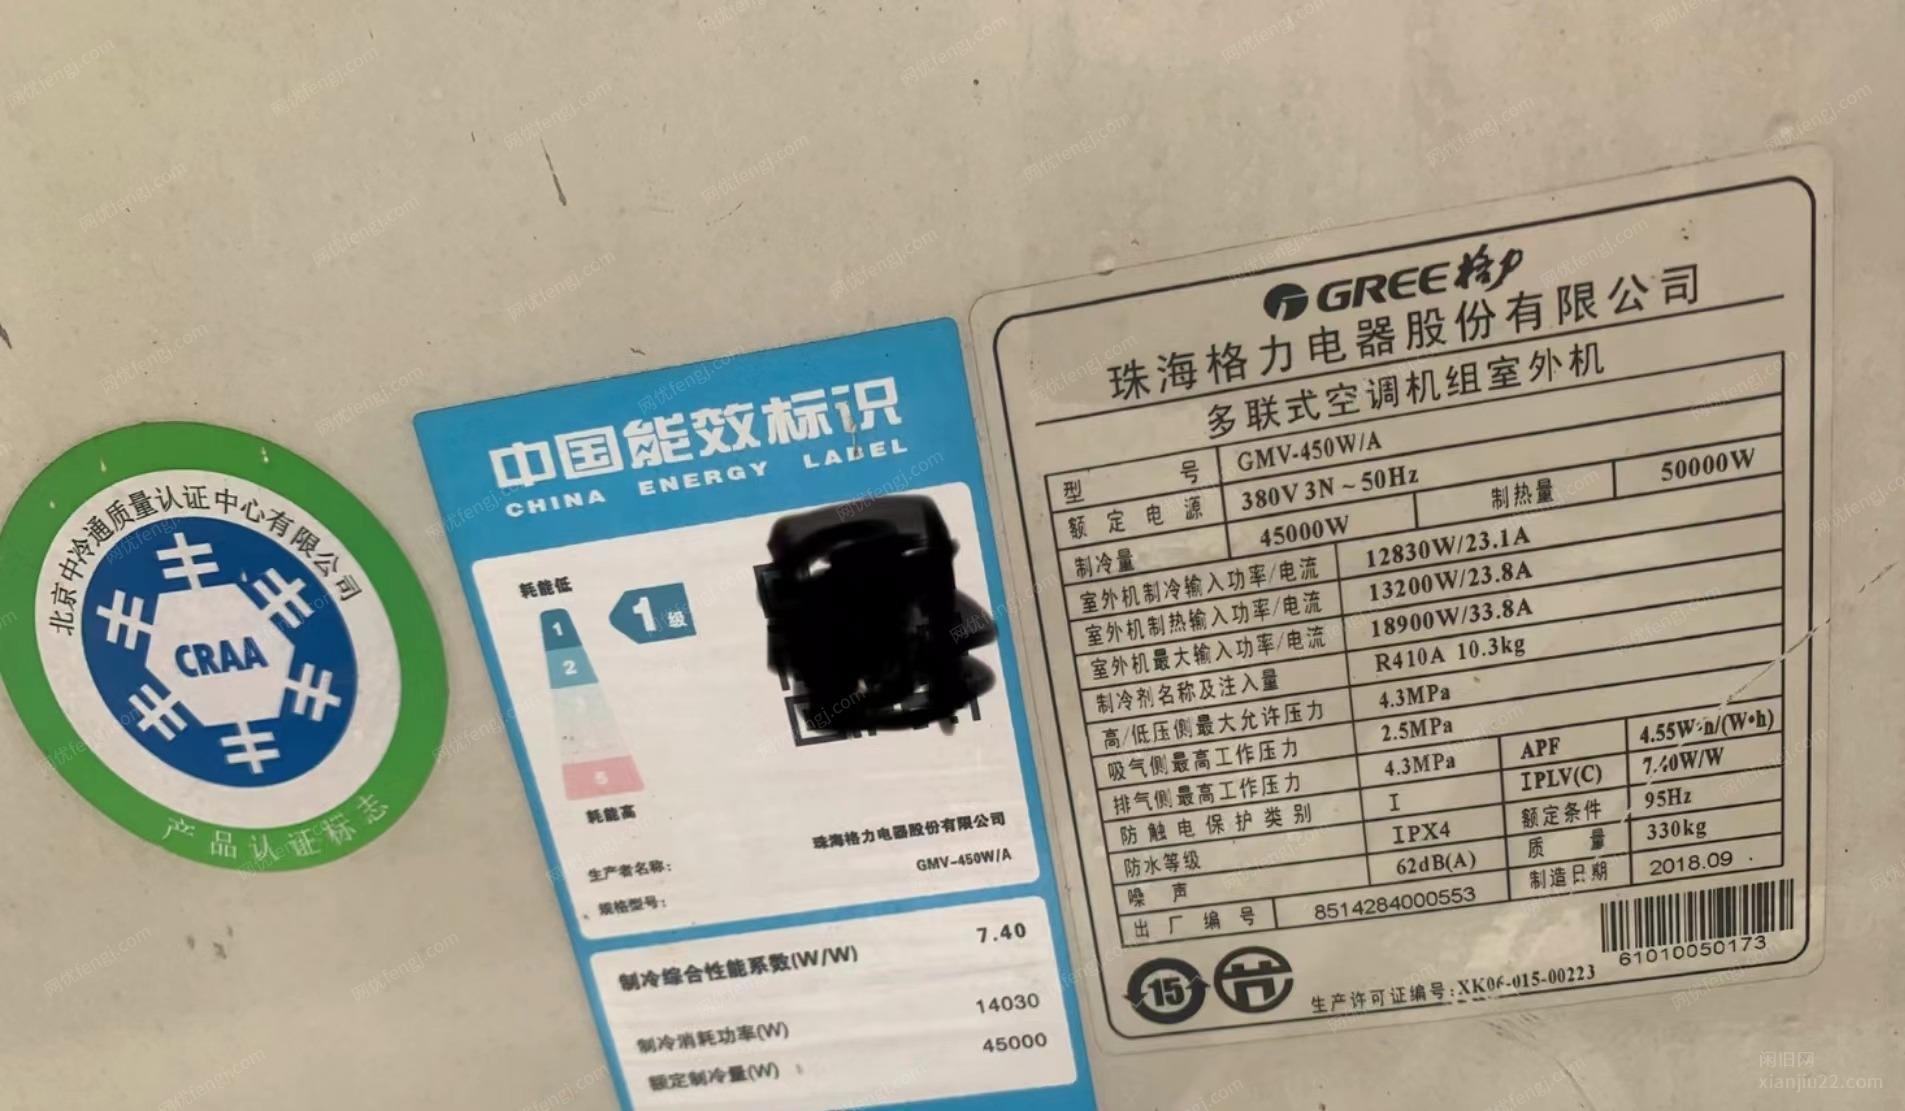 北京中冷通质量认证中心有限公司
CRAA
产品认证标志
中国能效标识
CHINA ENERGY LABEL
耗能低
1
2
5
1级
耗能高
生产者名称: 珠海格力电器股份有限公司
规格型号: GMV-450W/A
制冷综合性能系数(W/W) 7.40
制冷消耗功率(W) 14030
额定制冷量(W) 45000
GREE格力
珠海格力电器股份有限公司
多联式空调机组室外机
型号 GMV-450W/A
额定电源 380V 3N ~ 50Hz
制冷量 45000W 制热量 50000W
室外机制冷输入功率/电流 12830W/23.1A
室外机制热输入功率/电流 13200W/23.8A
室外机最大输入功率/电流 18900W/33.8A
制冷剂名称及注入量 R410A 10.3kg
高/低压侧最大允许压力 4.3MPa
吸气侧最高工作压力 2.5MPa
排气侧最高工作压力 4.3MPa APF 4.55W·h/(W•h)
防触电保护类别 I IPLV(C) 7.40W/W
防水等级 IPX4 额定条件 95Hz
噪声 62dB(A) 质量 330kg
出厂编号 8514284000553 制造日期 2018.09
61010050173
15
生产许可证编号:XK06-015-00223
闲旧网
xianjiu22.com
网优fengj.com